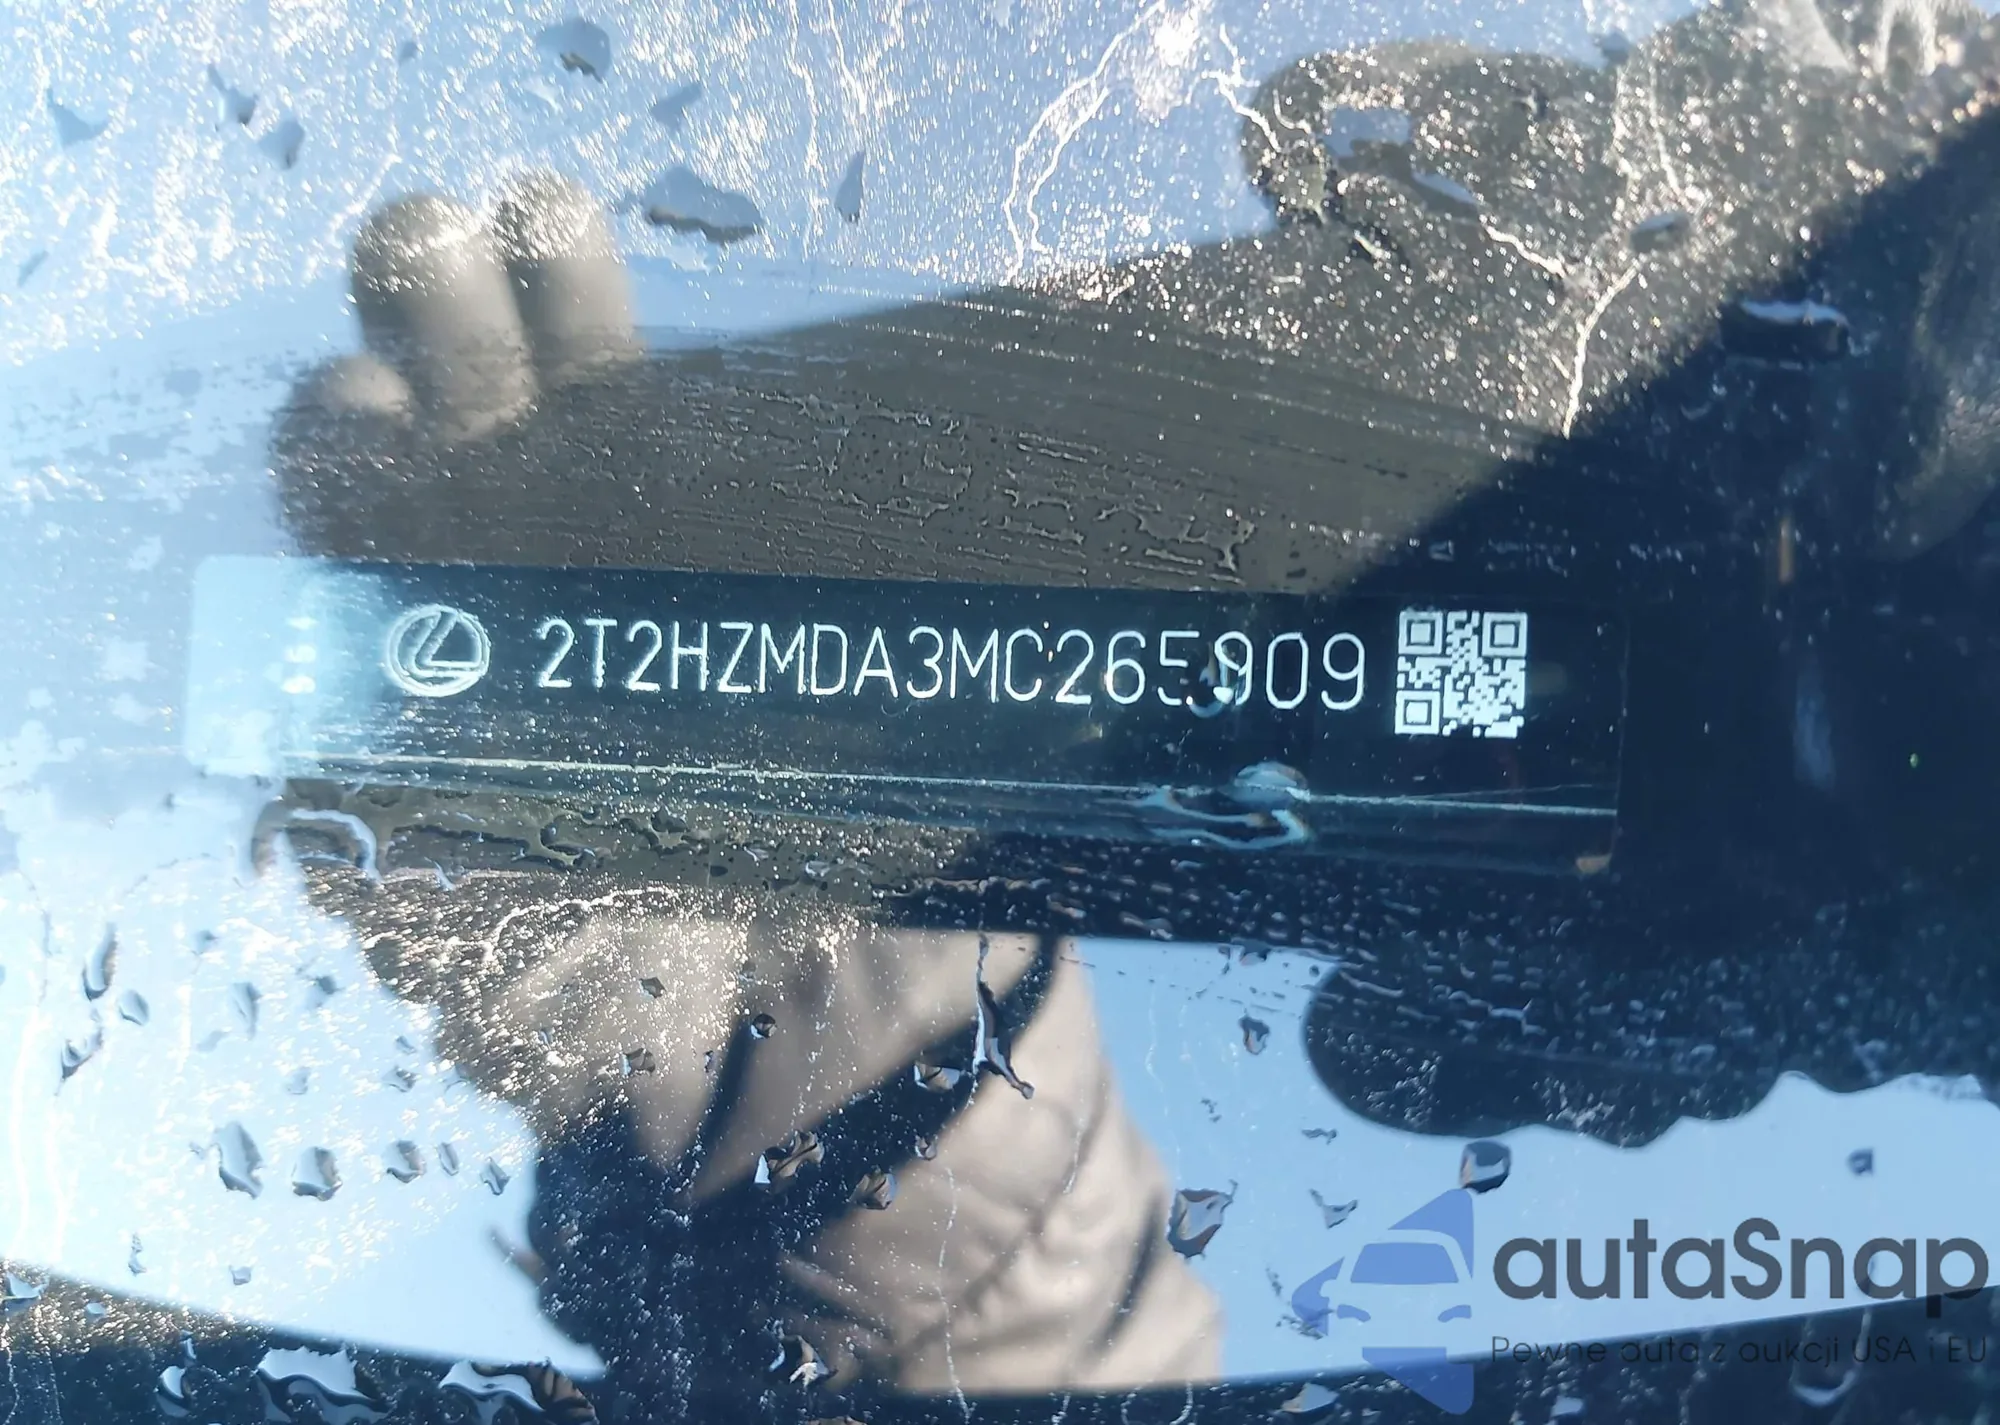 2T2HZMDA3MC265909
autaSnap
Pewne auta z aukcji USA i EU